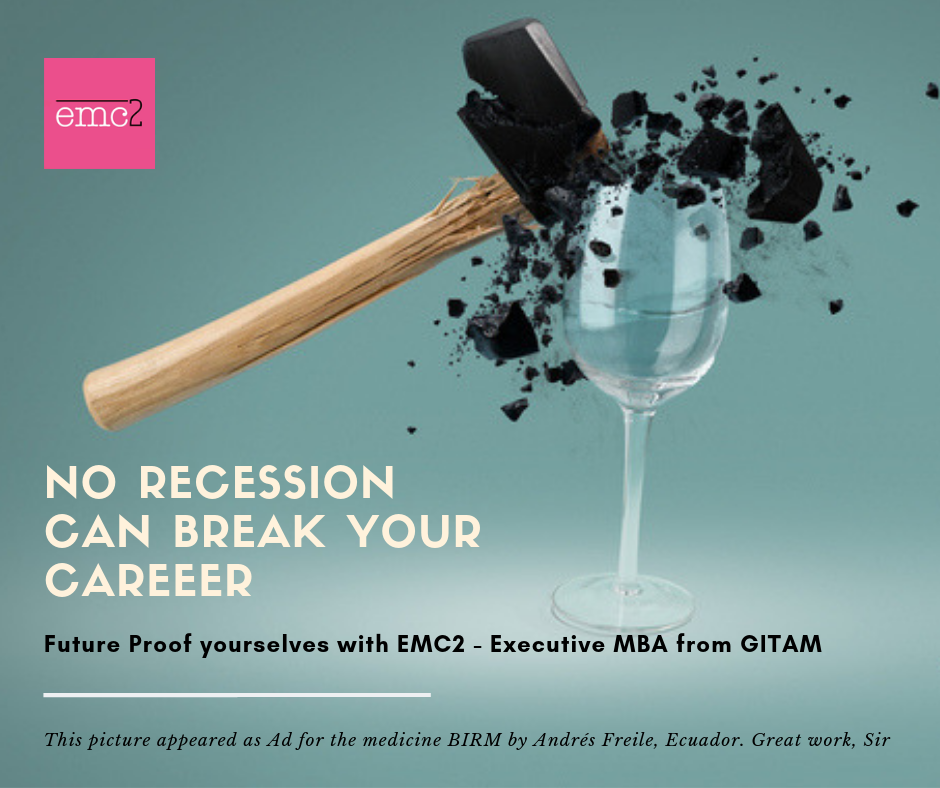 emc2
NO RECESSION
CAN BREAK YOUR
CAREEER
Future Proof yourselves with EMC2 - Executive MBA from GITAM
This picture appeared as Ad for the medicine BIRM by Andrés Freile, Ecuador. Great work, Sir